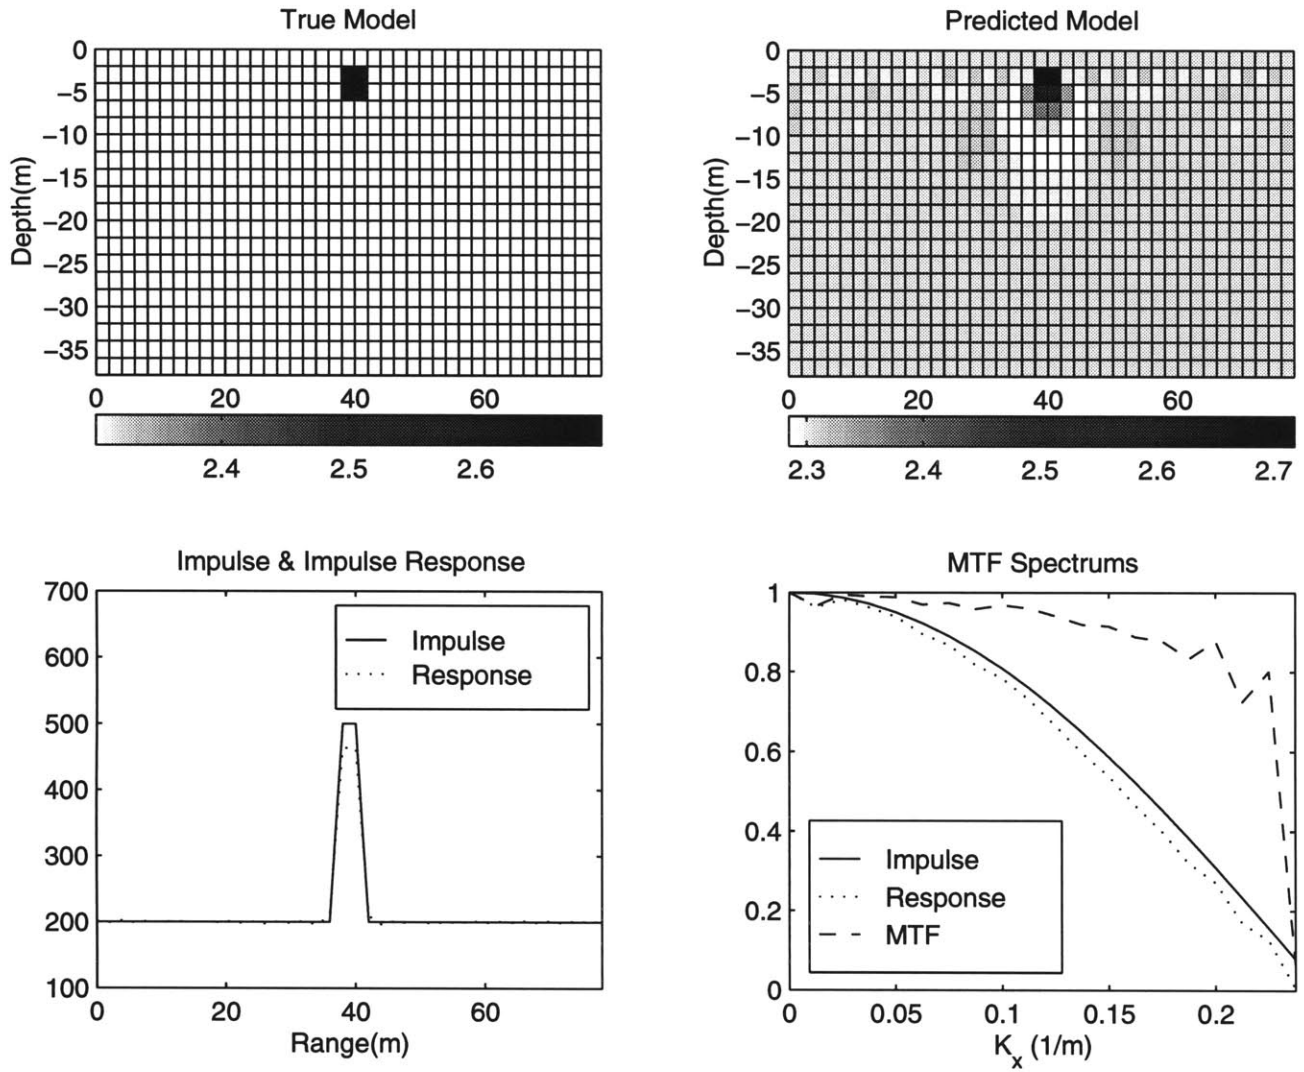 True Model
0
−5
−10
−15
−20
−25
−30
−35
Depth(m)
0 20 40 60
2.4 2.5 2.6
Predicted Model
0
−5
−10
−15
−20
−25
−30
−35
Depth(m)
0 20 40 60
2.3 2.4 2.5 2.6 2.7
Impulse & Impulse Response
700
600
500
400
300
200
100
Impulse
Response
0 20 40 60
Range(m)
MTF Spectrums
1
0.8
0.6
0.4
0.2
0
Impulse
Response
MTF
0 0.05 0.1 0.15 0.2
Kx (1/m)